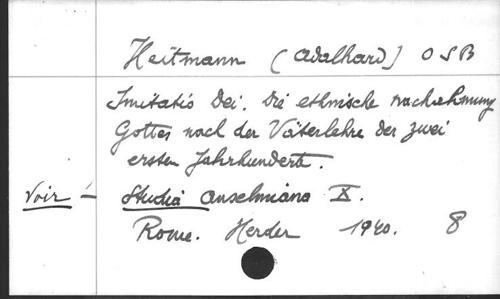 Heitmann (Adalhard) OSB
Imitatio Dei. Die ethnische nachahmung
Gottes nach der Väterlehre der zwei
ersten Jahrhunderte.
Voir - Studia anselmiana X.
Rome. Herder 1940. 8